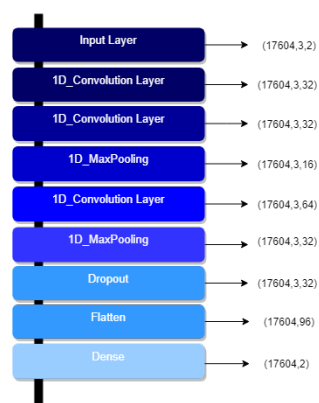 Input Layer (17604,3,2)
1D_Convolution Layer (17604,3,32)
1D_Convolution Layer (17604,3,32)
1D_MaxPooling (17604,3,16)
1D_Convolution Layer (17604,3,64)
1D_MaxPooling (17604,3,32)
Dropout (17604,3,32)
Flatten (17604,96)
Dense (17604,2)